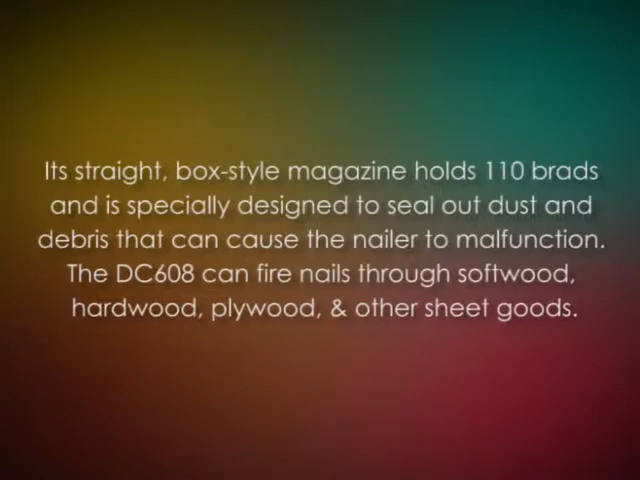 Its straight, box-style magazine holds 110 brads
and is specially designed to seal out dust and
debris that can cause the nailer to malfunction.
The DC608 can fire nails through softwood,
hardwood, plywood, & other sheet goods.